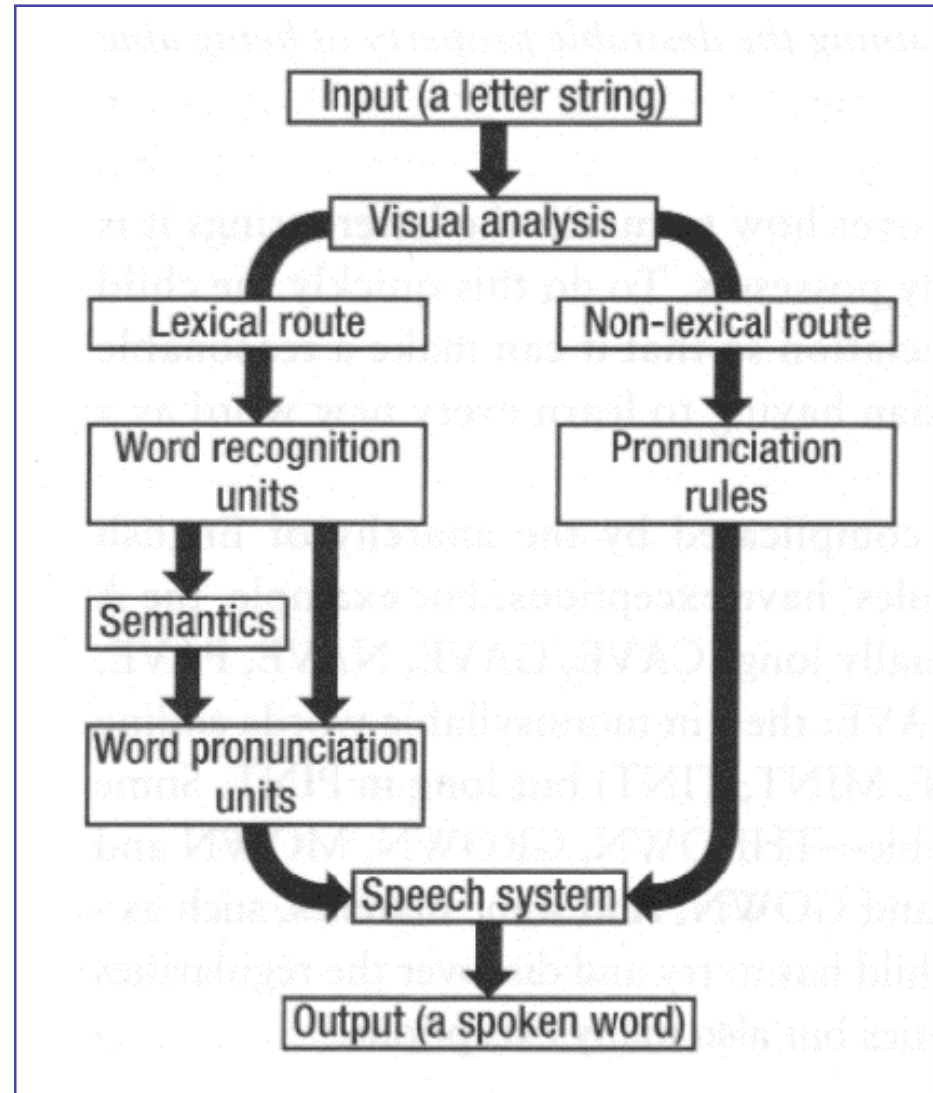 Input (a letter string)
Visual analysis
Lexical route
Non-lexical route
Word recognition
units
Pronunciation
rules
Semantics
Word pronunciation
units
Speech system
Output (a spoken word)